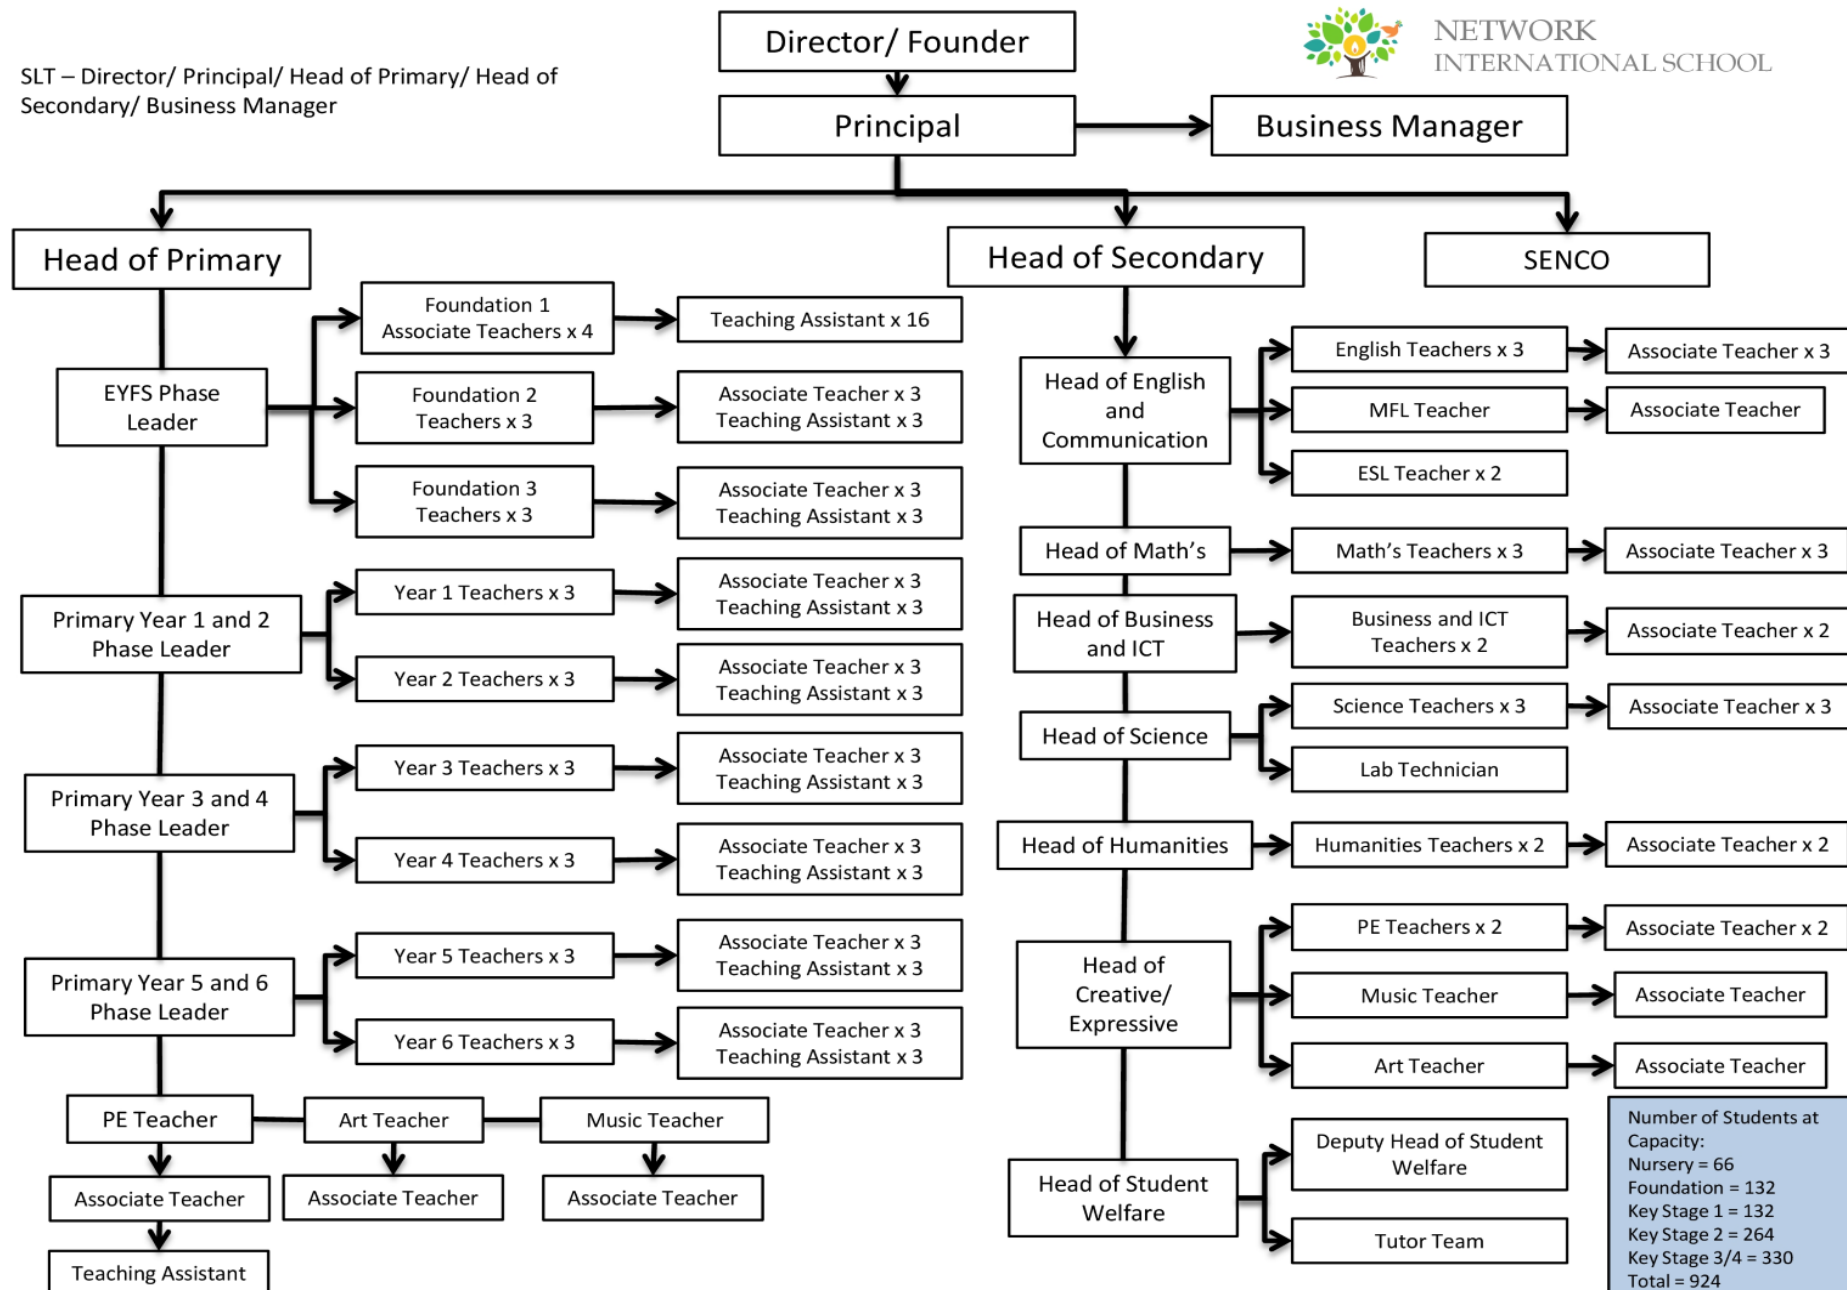 SLT – Director/ Principal/ Head of Primary/ Head of
Secondary/ Business Manager
Director/ Founder
NETWORK
INTERNATIONAL SCHOOL
Principal
Business Manager
Head of Primary
Head of Secondary
SENCO
EYFS Phase
Leader
Foundation 1
Associate Teachers x 4
Teaching Assistant x 16
Foundation 2
Teachers x 3
Associate Teacher x 3
Teaching Assistant x 3
Foundation 3
Teachers x 3
Associate Teacher x 3
Teaching Assistant x 3
Primary Year 1 and 2
Phase Leader
Year 1 Teachers x 3
Associate Teacher x 3
Teaching Assistant x 3
Year 2 Teachers x 3
Associate Teacher x 3
Teaching Assistant x 3
Primary Year 3 and 4
Phase Leader
Year 3 Teachers x 3
Associate Teacher x 3
Teaching Assistant x 3
Year 4 Teachers x 3
Associate Teacher x 3
Teaching Assistant x 3
Primary Year 5 and 6
Phase Leader
Year 5 Teachers x 3
Associate Teacher x 3
Teaching Assistant x 3
Year 6 Teachers x 3
Associate Teacher x 3
Teaching Assistant x 3
PE Teacher
Art Teacher
Music Teacher
Associate Teacher
Associate Teacher
Associate Teacher
Teaching Assistant
Head of English
and
Communication
English Teachers x 3
Associate Teacher x 3
MFL Teacher
Associate Teacher
ESL Teacher x 2
Head of Math's
Math's Teachers x 3
Associate Teacher x 3
Head of Business
and ICT
Business and ICT
Teachers x 2
Associate Teacher x 2
Head of Science
Science Teachers x 3
Associate Teacher x 3
Lab Technician
Head of Humanities
Humanities Teachers x 2
Associate Teacher x 2
Head of
Creative/
Expressive
PE Teachers x 2
Associate Teacher x 2
Music Teacher
Associate Teacher
Art Teacher
Associate Teacher
Head of Student
Welfare
Deputy Head of Student
Welfare
Tutor Team
Number of Students at
Capacity:
Nursery = 66
Foundation = 132
Key Stage 1 = 132
Key Stage 2 = 264
Key Stage 3/4 = 330
Total = 924